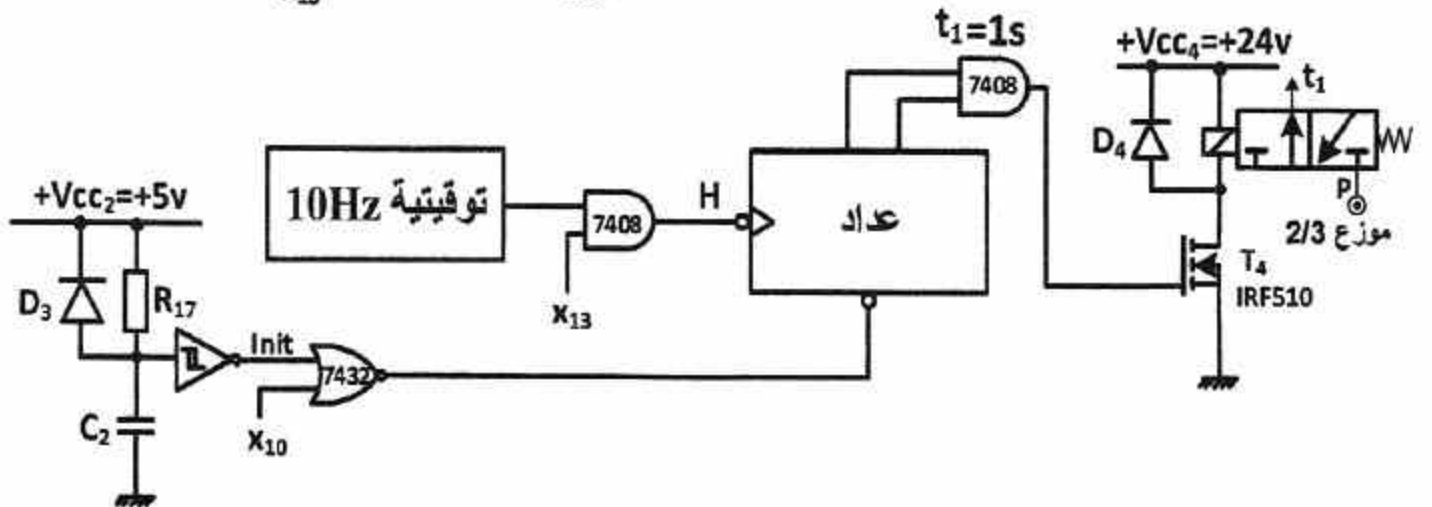 t₁=1s
+Vcc₄=+24v
t₁
7408
D₄
P
موزع 2/3
T₄
IRF510
توقيتية 10Hz
7408
H
عداد
x₁₃
+Vcc₂=+5v
D₃
R₁₇
Init
7432
x₁₀
C₂